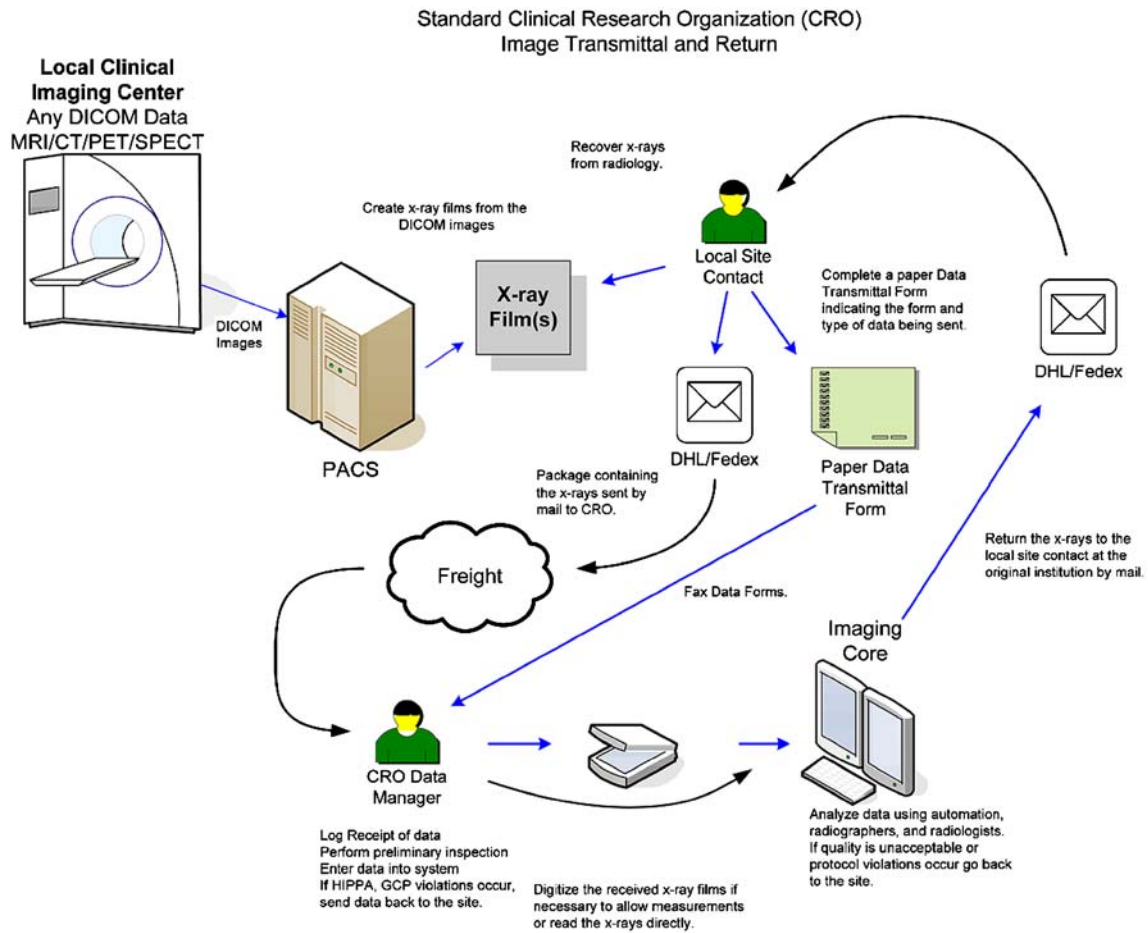 Standard Clinical Research Organization (CRO)
Image Transmittal and Return
Local Clinical
Imaging Center
Any DICOM Data
MRI/CT/PET/SPECT
Recover x-rays
from radiology.
Create x-ray films from the
DICOM images
Local Site
Contact
X-ray
Film(s)
Complete a paper Data
Transmittal Form
indicating the form and
type of data being sent.
DICOM
Images
DHL/Fedex
PACS
DHL/Fedex
Paper Data
Transmittal
Form
Package containing
the x-rays sent by
mail to CRO.
Return the x-rays to the
local site contact at the
original institution by mail.
Freight
Fax Data Forms.
Imaging
Core
CRO Data
Manager
Log Receipt of data
Perform preliminary inspection
Enter data into system
If HIPPA, GCP violations occur,
send data back to the site.
Digitize the received x-ray films if
necessary to allow measurements
or read the x-rays directly.
Analyze data using automation,
radiographers, and radiologists.
If quality is unacceptable or
protocol violations occur go back
to the site.